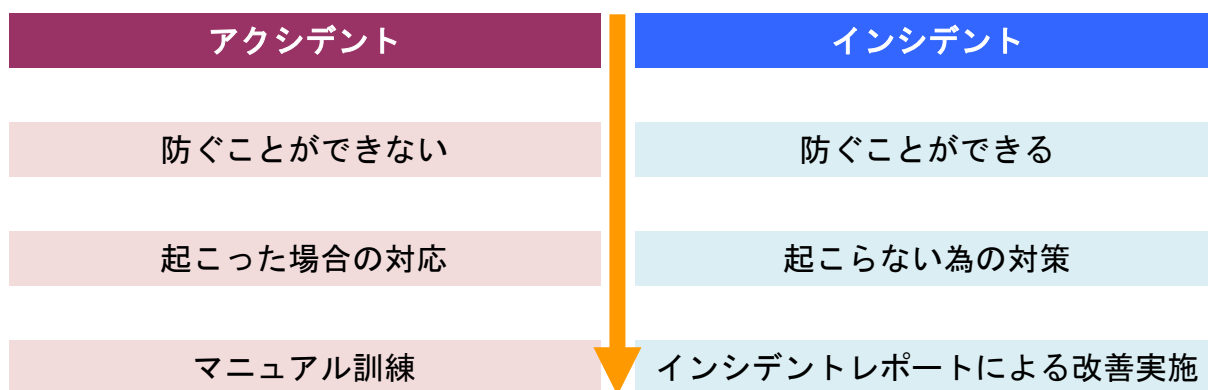 アクシデント
インシデント
防ぐことができない
防ぐことができる
起こった場合の対応
起こらない為の対策
マニュアル訓練
インシデントレポートによる改善実施